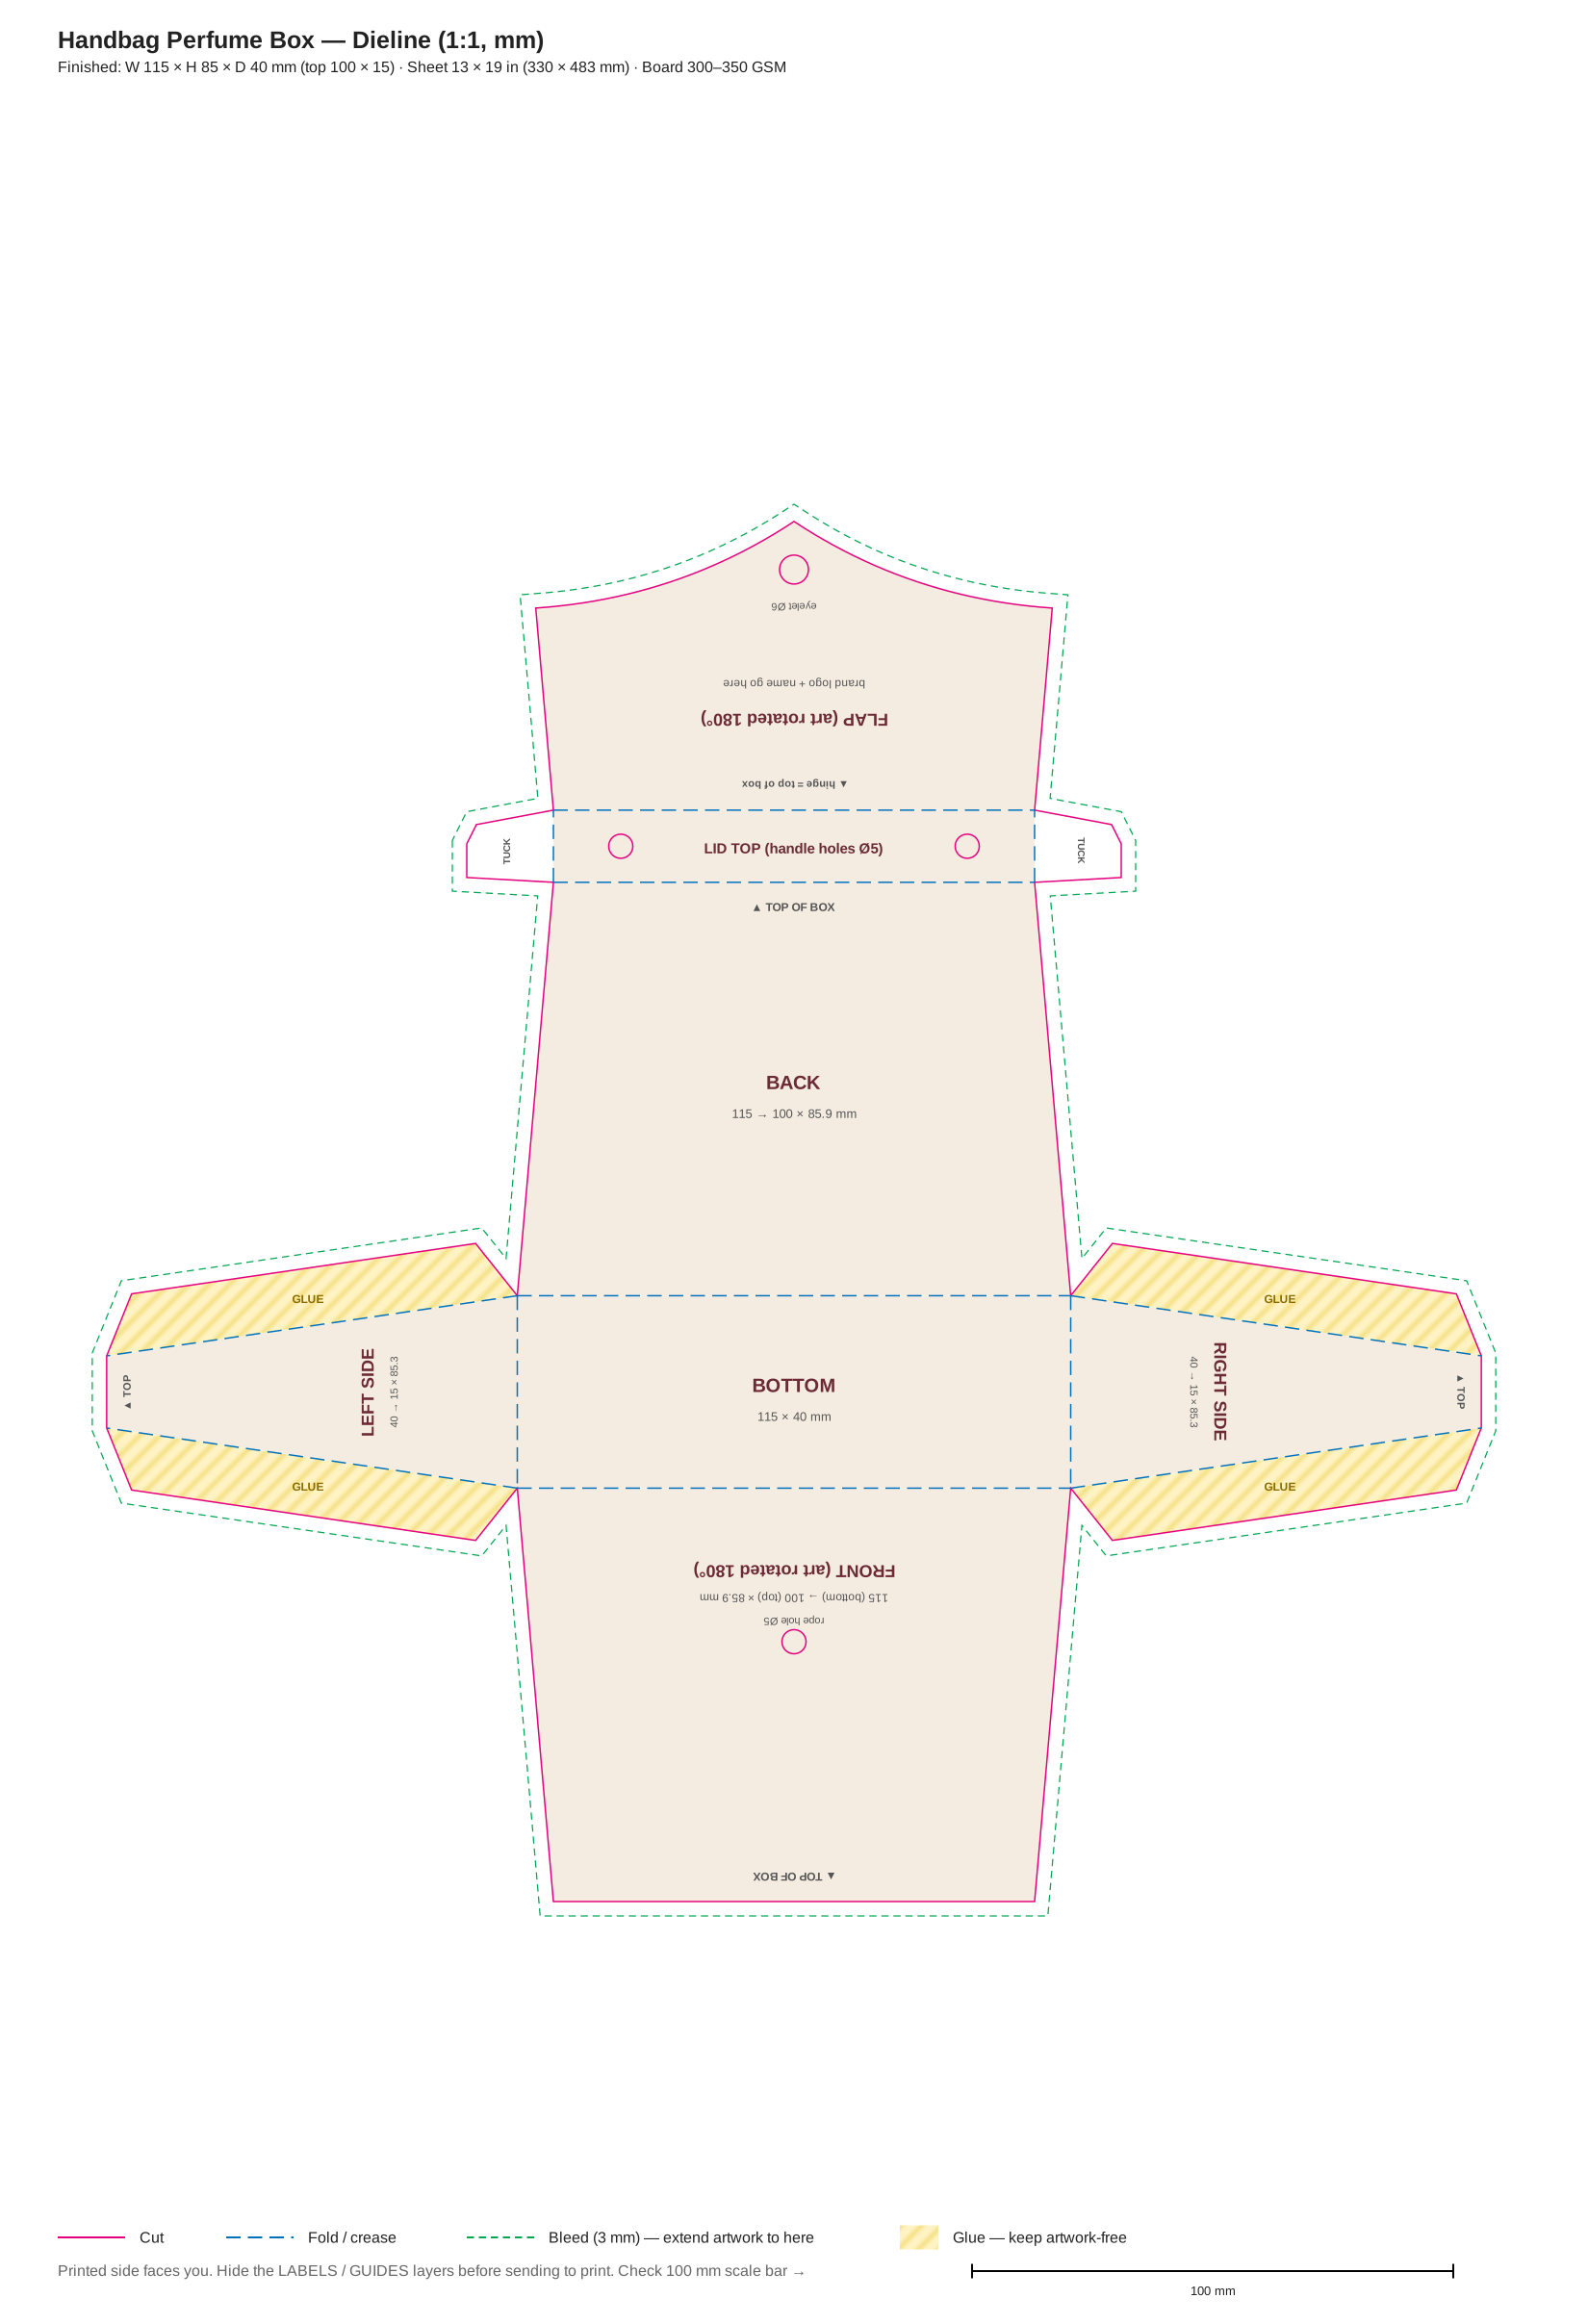 Handbag Perfume Box — Dieline (1:1, mm)
Finished: W 115 × H 85 × D 40 mm (top 100 × 15) · Sheet 13 × 19 in (330 × 483 mm) · Board 300–350 GSM
eyelet Ø6
brand logo + name go here
FLAP (art rotated 180°)
▲ hinge = top of box
TUCK
LID TOP (handle holes Ø5)
TUCK
▲ TOP OF BOX
BACK
115 → 100 × 85.9 mm
GLUE
GLUE
▲ TOP
LEFT SIDE
40 → 15 × 85.3
BOTTOM
115 × 40 mm
40 → 15 × 85.3
RIGHT SIDE
▲ TOP
GLUE
GLUE
FRONT (art rotated 180°)
115 (bottom) → 100 (top) × 85.9 mm
rope hole Ø5
▲ TOP OF BOX
Cut
Fold / crease
Bleed (3 mm) — extend artwork to here
Glue — keep artwork-free
Printed side faces you. Hide the LABELS / GUIDES layers before sending to print. Check 100 mm scale bar →
100 mm